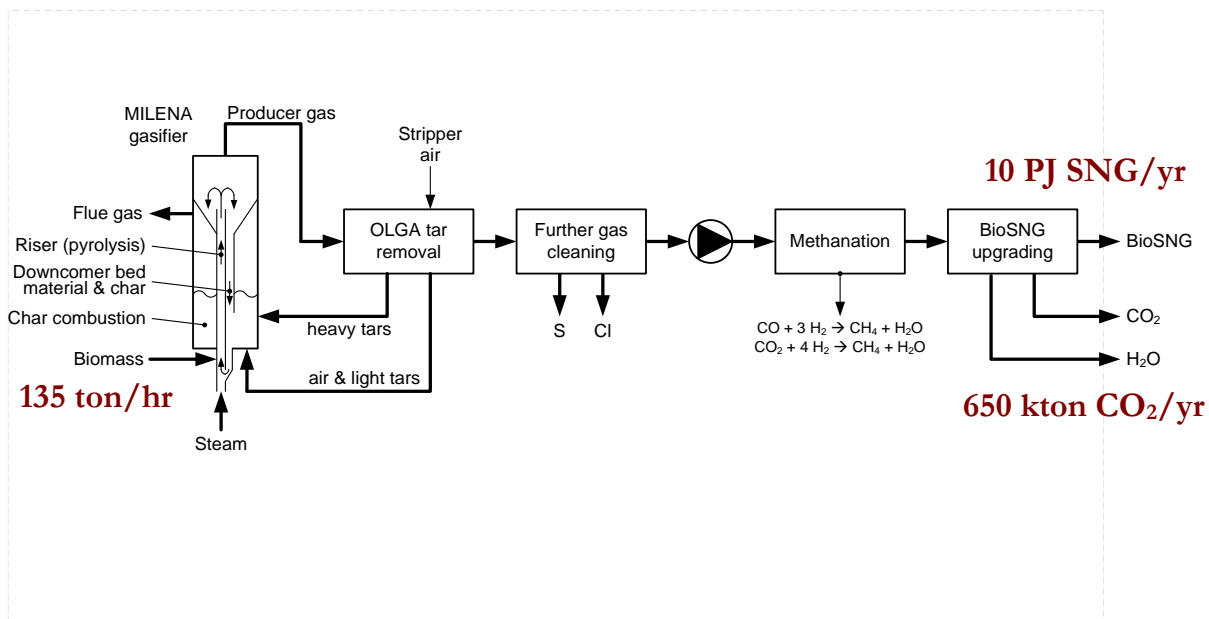 MILENA
gasifier
Producer gas
Stripper
air
10 PJ SNG/yr
Flue gas
Riser (pyrolysis)
Downcomer bed
material & char
Char combustion
Biomass
135 ton/hr
Steam
OLGA tar
removal
heavy tars
air & light tars
Further gas
cleaning
S
Cl
Methanation
CO + 3 H₂ → CH₄ + H₂O
CO₂ + 4 H₂ → CH₄ + H₂O
BioSNG
upgrading
BioSNG
CO₂
H₂O
650 kton CO₂/yr